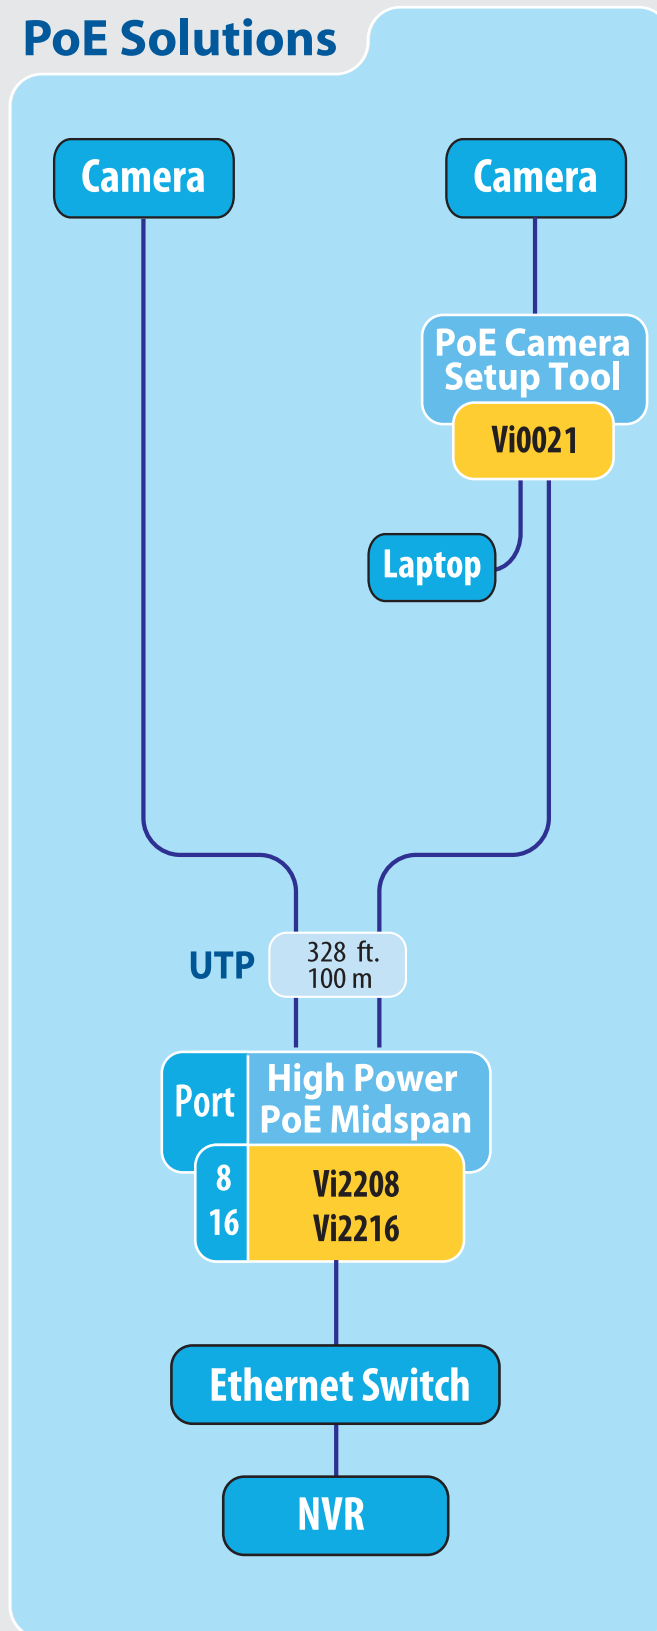 PoE Solutions
Camera
Camera
PoE Camera
Setup Tool
Vi0021
Laptop
UTP
328 ft.
100 m
Port
High Power
PoE Midspan
8
Vi2208
16
Vi2216
Ethernet Switch
NVR